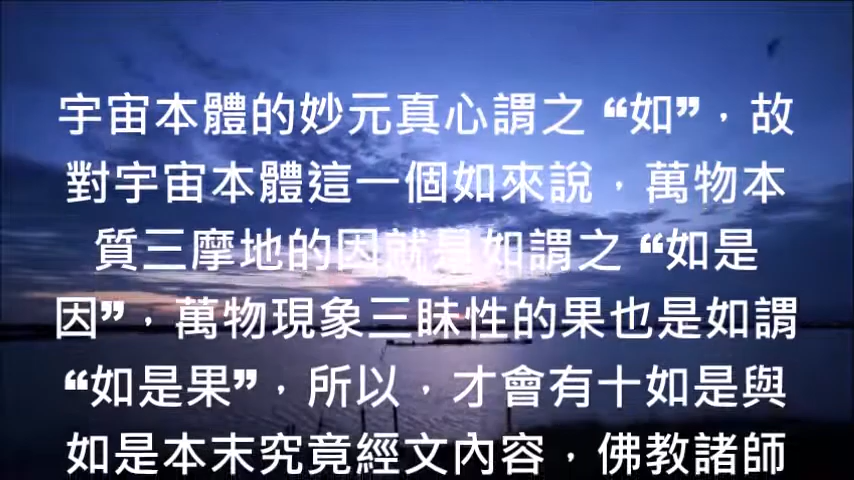 宇宙本體的妙元真心謂之 “如”，故
對宇宙本體這一個如來說，萬物本
質三摩地的因就是如謂之 “如是
因”，萬物現象三昧性的果也是如謂
“如是果”，所以，才會有十如是與
如是本末究竟經文內容，佛教諸師